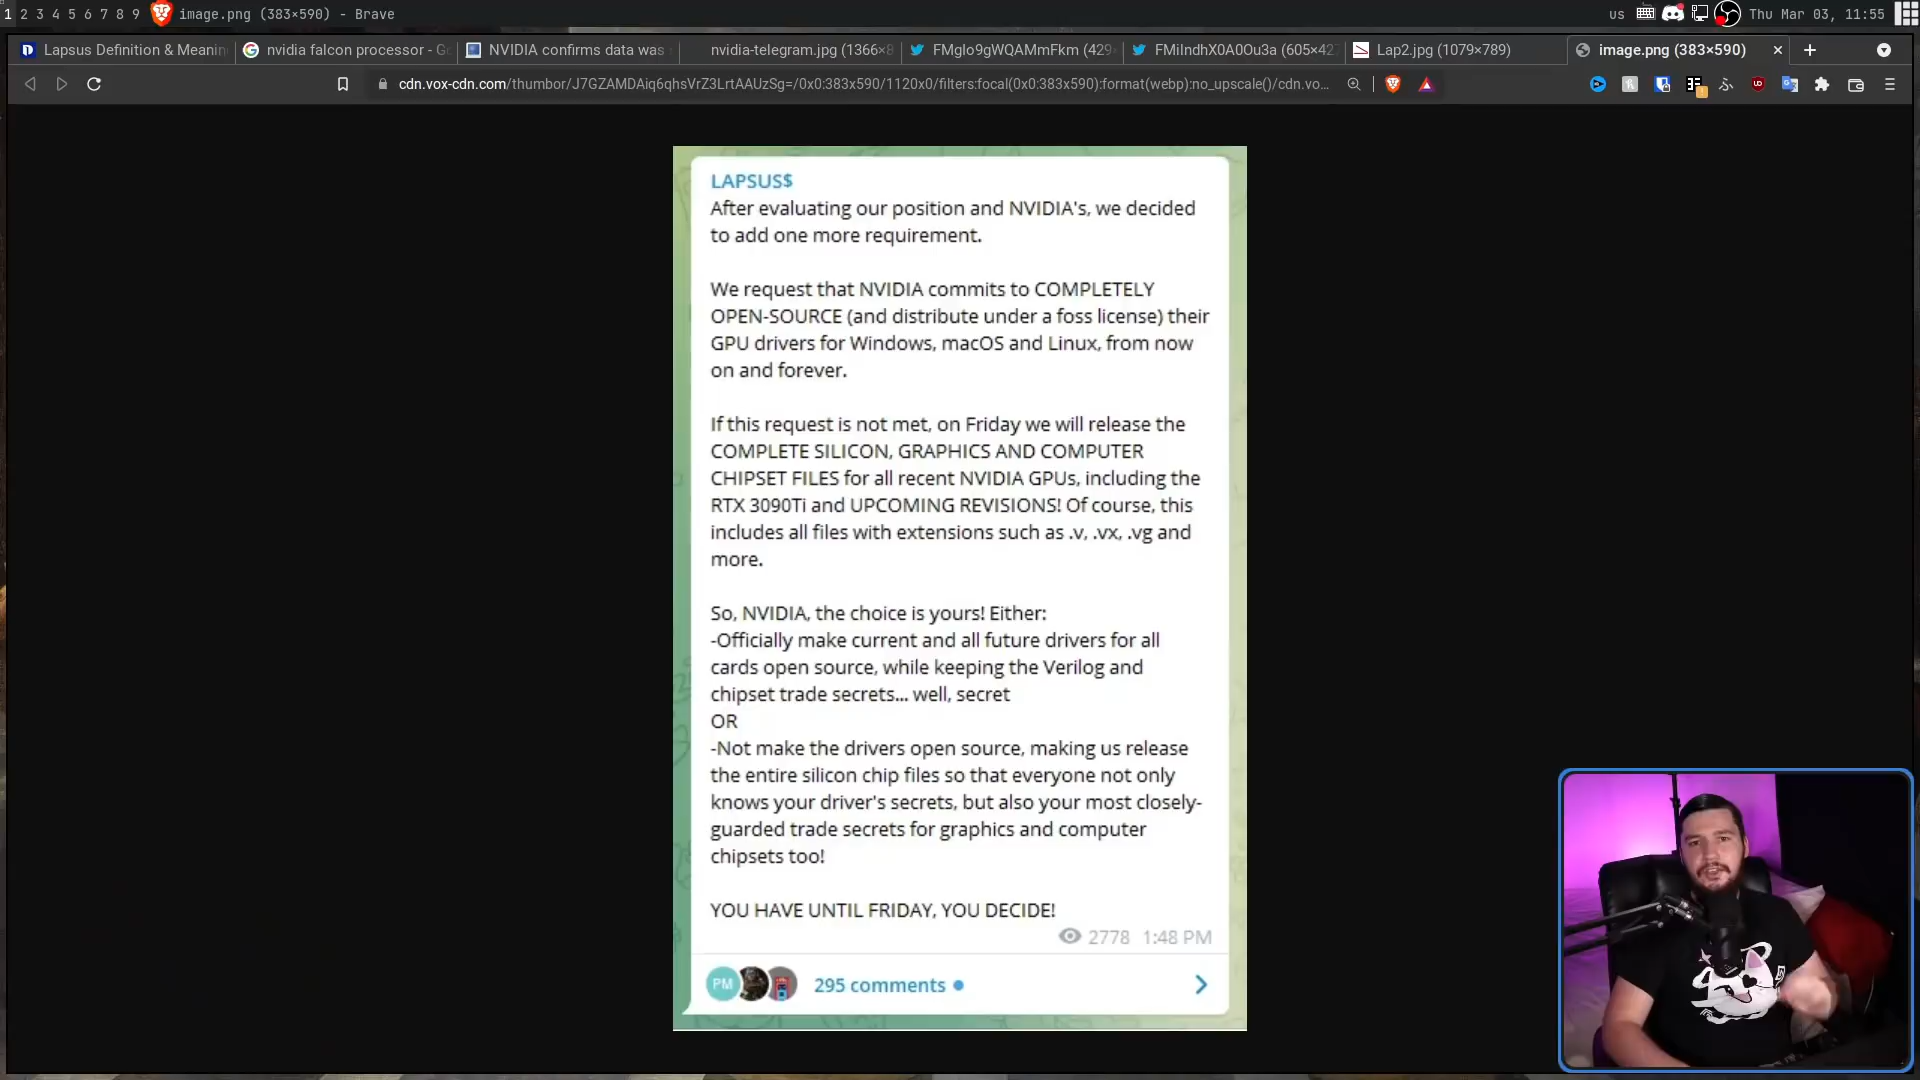 1 2 3 4 5 6 7 8 9 image.png (383×590) - Brave us Thu Mar 03, 11:55
Lapsus Definition & Meanin nvidia falcon processor - Go NVIDIA confirms data was nvidia-telegram.jpg (1366×8 FMgIo9gWQAMmFkm (429× FMiIndhX0A0Ou3a (605×427 Lap2.jpg (1079×789) image.png (383×590)
cdn.vox-cdn.com/thumbor/J7GZAMDAiq6qhsVrZ3LrtAAUzSg=/0x0:383x590/1120x0/filters:focal(0x0:383x590):format(webp):no_upscale()/cdn.vo...
LAPSUS$
After evaluating our position and NVIDIA's, we decided
to add one more requirement.
We request that NVIDIA commits to COMPLETELY
OPEN-SOURCE (and distribute under a foss license) their
GPU drivers for Windows, macOS and Linux, from now
on and forever.
If this request is not met, on Friday we will release the
COMPLETE SILICON, GRAPHICS AND COMPUTER
CHIPSET FILES for all recent NVIDIA GPUs, including the
RTX 3090Ti and UPCOMING REVISIONS! Of course, this
includes all files with extensions such as .v, .vx, .vg and
more.
So, NVIDIA, the choice is yours! Either:
-Officially make current and all future drivers for all
cards open source, while keeping the Verilog and
chipset trade secrets... well, secret
OR
-Not make the drivers open source, making us release
the entire silicon chip files so that everyone not only
knows your driver's secrets, but also your most closely-
guarded trade secrets for graphics and computer
chipsets too!
YOU HAVE UNTIL FRIDAY, YOU DECIDE!
2778 1:48 PM
PM 295 comments